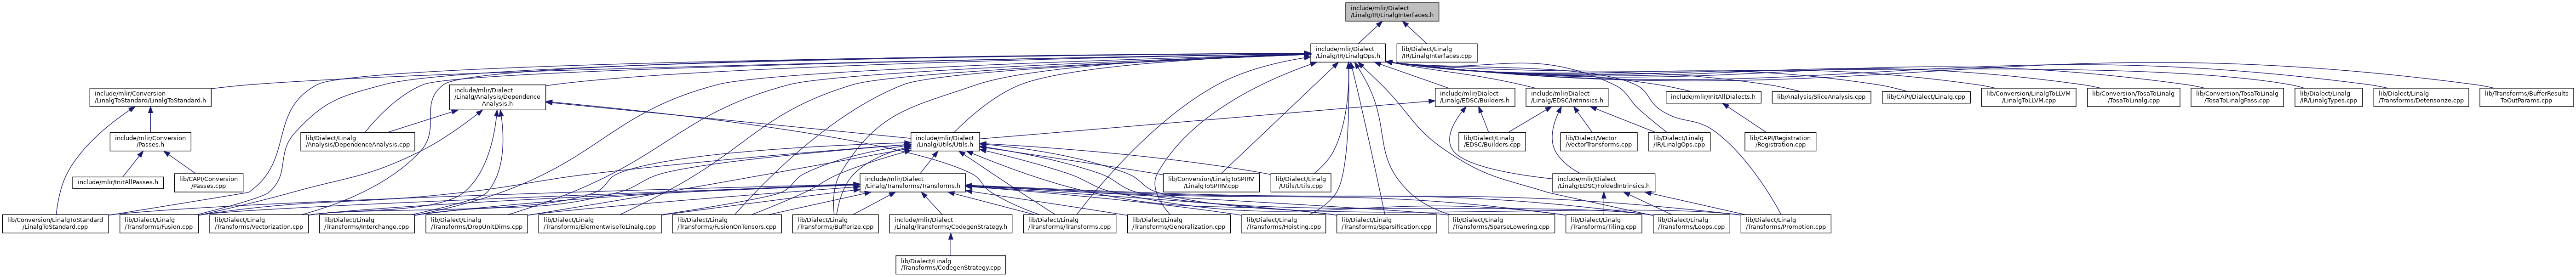 include/mlir/Dialect
/Linalg/IR/LinalgInterfaces.h
include/mlir/Dialect
/Linalg/IR/LinalgOps.h
lib/Dialect/Linalg
/IR/LinalgInterfaces.cpp
include/mlir/Conversion
/LinalgToStandard/LinalgToStandard.h
include/mlir/Dialect
/Linalg/Analysis/Dependence
Analysis.h
include/mlir/Dialect
/Linalg/EDSC/Builders.h
include/mlir/Dialect
/Linalg/EDSC/Intrinsics.h
include/mlir/InitAllDialects.h
lib/Analysis/SliceAnalysis.cpp
lib/CAPI/Dialect/Linalg.cpp
lib/Conversion/LinalgToLLVM
/LinalgToLLVM.cpp
lib/Conversion/TosaToLinalg
/TosaToLinalg.cpp
lib/Conversion/TosaToLinalg
/TosaToLinalgPass.cpp
lib/Dialect/Linalg
/IR/LinalgTypes.cpp
lib/Dialect/Linalg
/Transforms/Detensorize.cpp
lib/Transforms/BufferResults
ToOutParams.cpp
include/mlir/Conversion
/Passes.h
lib/Dialect/Linalg
/Analysis/DependenceAnalysis.cpp
include/mlir/Dialect
/Linalg/Utils/Utils.h
lib/Dialect/Linalg
/EDSC/Builders.cpp
lib/Dialect/Vector
/VectorTransforms.cpp
lib/Dialect/Linalg
/IR/LinalgOps.cpp
lib/CAPI/Registration
/Registration.cpp
include/mlir/InitAllPasses.h
lib/CAPI/Conversion
/Passes.cpp
include/mlir/Dialect
/Linalg/Transforms/Transforms.h
lib/Conversion/LinalgToSPIRV
/LinalgToSPIRV.cpp
lib/Dialect/Linalg
/Utils/Utils.cpp
include/mlir/Dialect
/Linalg/EDSC/FoldedIntrinsics.h
lib/Conversion/LinalgToStandard
/LinalgToStandard.cpp
lib/Dialect/Linalg
/Transforms/Fusion.cpp
lib/Dialect/Linalg
/Transforms/Vectorization.cpp
lib/Dialect/Linalg
/Transforms/Interchange.cpp
lib/Dialect/Linalg
/Transforms/DropUnitDims.cpp
lib/Dialect/Linalg
/Transforms/ElementwiseToLinalg.cpp
lib/Dialect/Linalg
/Transforms/FusionOnTensors.cpp
lib/Dialect/Linalg
/Transforms/Bufferize.cpp
include/mlir/Dialect
/Linalg/Transforms/CodegenStrategy.h
lib/Dialect/Linalg
/Transforms/Transforms.cpp
lib/Dialect/Linalg
/Transforms/Generalization.cpp
lib/Dialect/Linalg
/Transforms/Hoisting.cpp
lib/Dialect/Linalg
/Transforms/Sparsification.cpp
lib/Dialect/Linalg
/Transforms/SparseLowering.cpp
lib/Dialect/Linalg
/Transforms/Tiling.cpp
lib/Dialect/Linalg
/Transforms/Loops.cpp
lib/Dialect/Linalg
/Transforms/Promotion.cpp
lib/Dialect/Linalg
/Transforms/CodegenStrategy.cpp